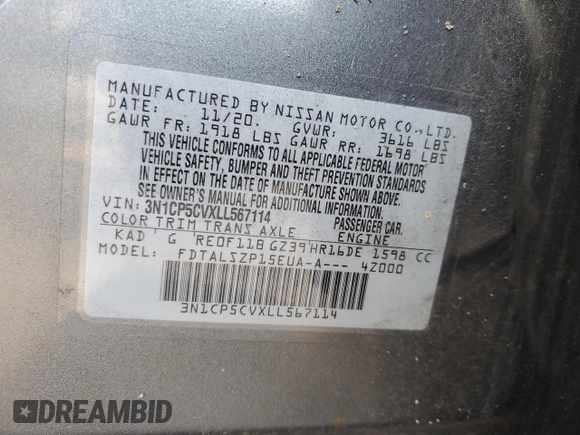 MANUFACTURED BY NISSAN MOTOR CO.,LTD.
DATE: 11/20. GVWR: 3616 LBS
GAWR FR: 1918 LBS GAWR RR: 1698 LBS
THIS VEHICLE CONFORMS TO ALL APPLICABLE FEDERAL MOTOR
VEHICLE SAFETY, BUMPER AND THEFT PREVENTION STANDARDS
IN EFFECT ON THE DATE OF MANUFACTURE SHOWN ABOVE.
SEE OWNER'S MANUAL FOR ADDITIONAL INFORMATION.
VIN: 3N1CP5CVXLL567114 PASSENGER CAR.
COLOR TRIM TRANS AXLE ENGINE
KAD G RE0F11B GZ39 HR16DE 1598 CC
MODEL: FDTALSZP15EUA-A--- 4Z000
3N1CP5CVXLL567114
DREAMBID